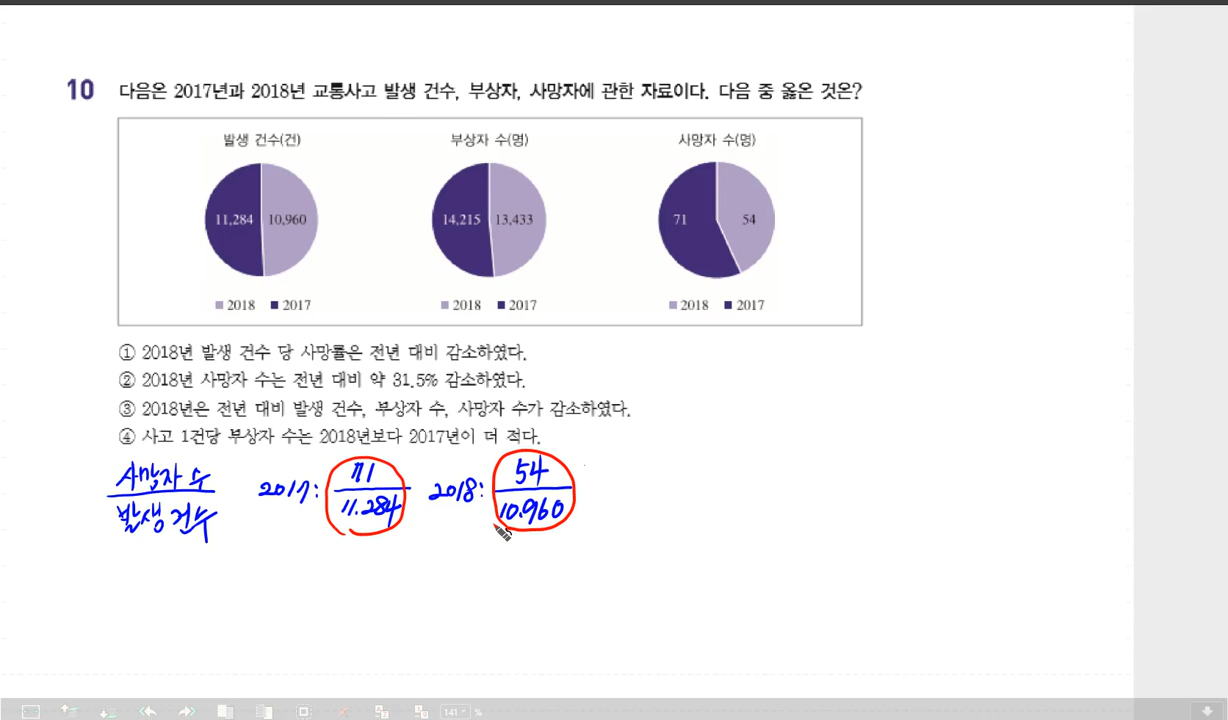 10 다음은 2017년과 2018년 교통사고 발생 건수, 부상자, 사망자에 관한 자료이다. 다음 중 옳은 것은?
발생 건수(건) 부상자 수(명) 사망자 수(명)
11,284 10,960 14,215 13,433 71 54
2018 2017 2018 2017 2018 2017
① 2018년 발생 건수 당 사망률은 전년 대비 감소하였다.
② 2018년 사망자 수는 전년 대비 약 31.5% 감소하였다.
③ 2018년은 전년 대비 발생 건수, 부상자 수, 사망자 수가 감소하였다.
④ 사고 1건당 부상자 수는 2018년보다 2017년이 더 적다.
사망자 수 71 54
2017: 2018:
발생 건수 11.284 10.960
141 %